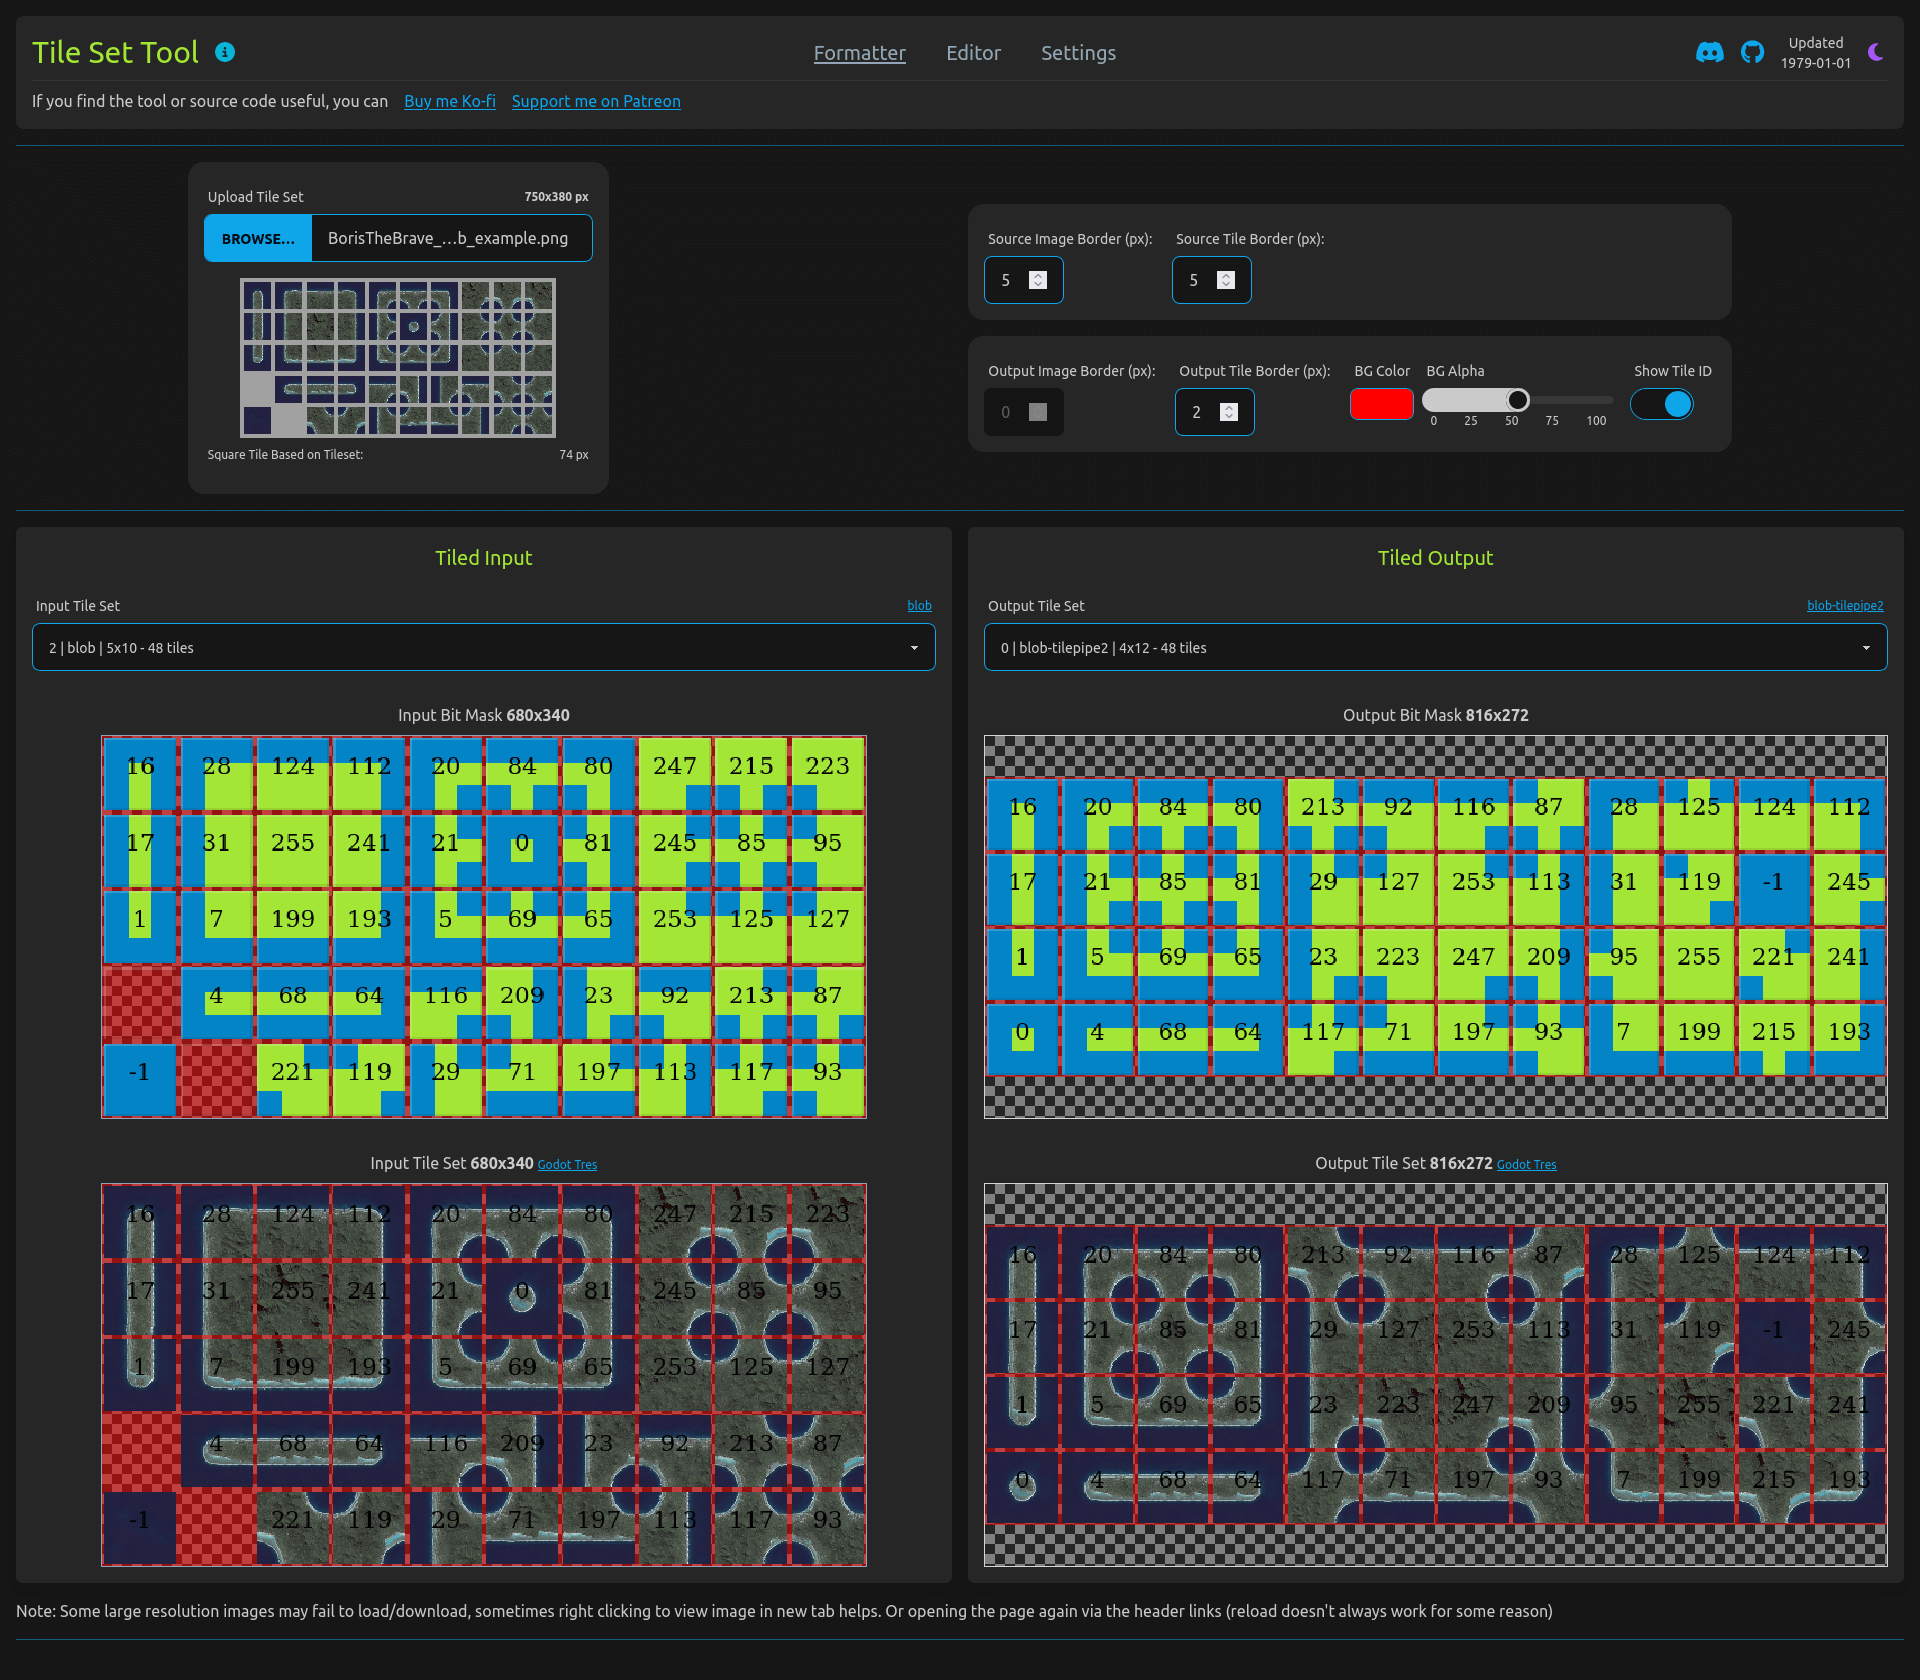 Tile Set Tool
Formatter Editor Settings
Updated
1979-01-01
If you find the tool or source code useful, you can Buy me Ko-fi Support me on Patreon
Upload Tile Set 750x380 px
BROWSE... BorisTheBrave_...b_example.png
Square Tile Based on Tileset: 74 px
Source Image Border (px): Source Tile Border (px):
5 5
Output Image Border (px): Output Tile Border (px): BG Color BG Alpha Show Tile ID
0 2
0 25 50 75 100
Tiled Input
Input Tile Set blob
2 | blob | 5x10 - 48 tiles
Input Bit Mask 680x340
16 28 124 112 20 84 80 247 215 223
17 31 255 241 21 0 81 245 85 95
1 7 199 193 5 69 65 253 125 127
4 68 64 116 209 23 92 213 87
-1 221 119 29 71 197 113 117 93
Input Tile Set 680x340 Godot Tres
16 28 124 112 20 84 80 247 215 223
17 31 255 241 21 0 81 245 85 95
1 7 199 193 5 69 65 253 125 127
4 68 64 116 209 23 92 213 87
-1 221 119 29 71 197 113 117 93
Tiled Output
Output Tile Set blob-tilepipe2
0 | blob-tilepipe2 | 4x12 - 48 tiles
Output Bit Mask 816x272
16 20 84 80 213 92 116 87 28 125 124 112
17 21 85 81 29 127 253 113 31 119 -1 245
1 5 69 65 23 223 247 209 95 255 221 241
0 4 68 64 117 71 197 93 7 199 215 193
Output Tile Set 816x272 Godot Tres
16 20 84 80 213 92 116 87 28 125 124 112
17 21 85 81 29 127 253 113 31 119 -1 245
1 5 69 65 23 223 247 209 95 255 221 241
0 4 68 64 117 71 197 93 7 199 215 193
Note: Some large resolution images may fail to load/download, sometimes right clicking to view image in new tab helps. Or opening the page again via the header links (reload doesn't always work for some reason)